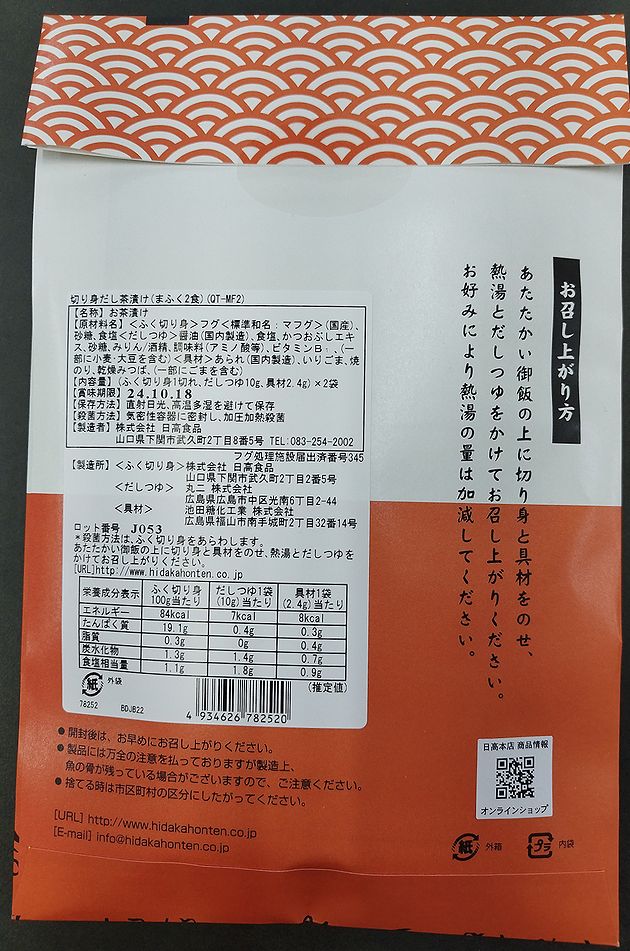 お召し上がり方
あたたかい御飯の上に切り身と具材をのせ、
熱湯とだしつゆをかけてお召し上がりください。
お好みにより熱湯の量は加減してください。
切り身だし茶漬け(まふく2食)(QT-MF2)
【名称】お茶漬け
【原材料名】<ふく切り身>フグ<標準和名:マフグ>(国産)、
砂糖、食塩<だしつゆ>醤油(国内製造)、食塩、かつおぶしエキ
ス、砂糖、みりん/酒精、調味料(アミノ酸等)、ビタミンB₁、(一
部に小麦・大豆を含む)<具材>あられ(国内製造)、いりごま、焼
のり、乾燥みつば、(一部にごまを含む)
【内容量】(ふく切り身1切れ、だしつゆ10g、具材2.4g)×2袋
【賞味期限】24.10.18
【保存方法】直射日光、高温多湿を避けて保存
【殺菌方法】気密性容器に密封し、加圧加熱殺菌
【製造者】株式会社 日高食品
山口県下関市武久町2丁目8番5号 TEL:083-254-2002
フグ処理施設届出済番号345
【製造所】<ふく切り身>株式会社 日高食品
山口県下関市武久町2丁目2番5号
<だしつゆ> 丸二 株式会社
広島県広島市中区光南6丁目2-44
<具材> 池田糖化工業 株式会社
広島県福山市南手城町2丁目32番14号
ロット番号 J053
*殺菌方法は、ふく切り身をあらわします。
あたたかい御飯の上に切り身と具材をのせ、熱湯とだしつゆを
かけてお召し上がりください。
[URL]http://www.hidakahonten.co.jp
栄養成分表示 ふく切り身100g当たり だしつゆ1袋(10g)当たり 具材1袋(2.4g)当たり
エネルギー 84kcal 7kcal 8kcal
たんぱく質 19.1g 0.4g 0.3g
脂質 0.3g 0g 0.4g
炭水化物 1.3g 1.4g 0.7g
食塩相当量 1.1g 1.8g 0.9g
(推定値)
紙 外袋
78252 BDJB22
4 934626 782520
●開封後は、お早めにお召し上がりください。
●製品には万全の注意を払っておりますが製造上、
魚の骨が残っている場合がございますので、ご注意ください。
●捨てる時は市区町村の区分にしたがってください。
[URL] http://www.hidakahonten.co.jp
[E-mail] info@hidakahonten.co.jp
日高本店 商品情報
オンラインショップ
紙 外箱 プラ 内袋